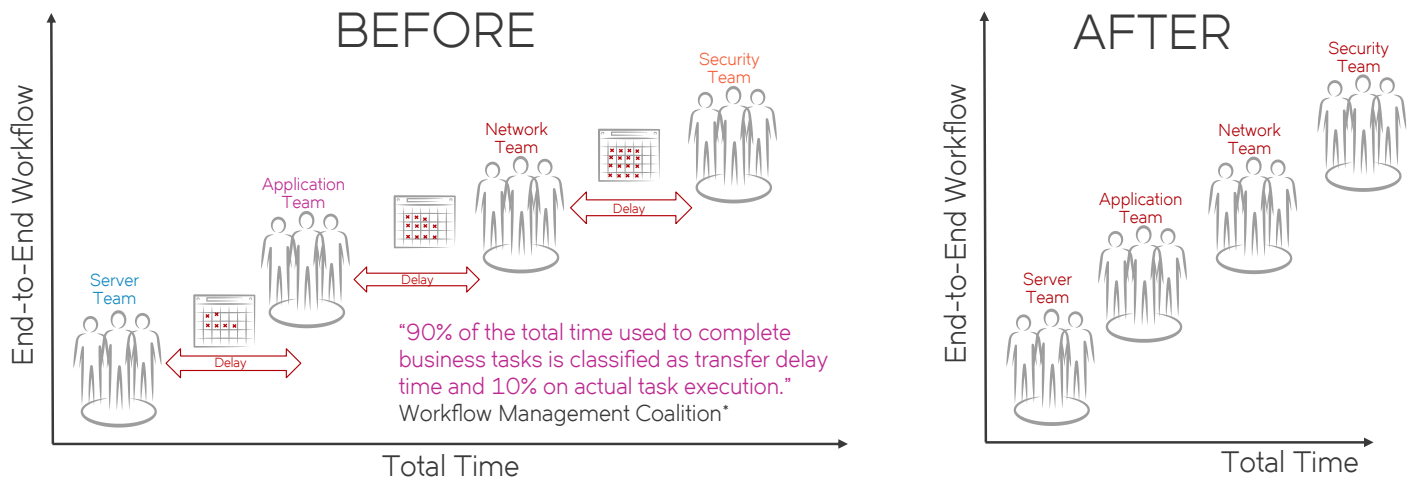 BEFORE
End-to-End Workflow
Server
Team
Delay
Application
Team
Delay
Network
Team
Delay
Security
Team
“90% of the total time used to complete
business tasks is classified as transfer delay
time and 10% on actual task execution.”
Workflow Management Coalition*
Total Time
AFTER
End-to-End Workflow
Server
Team
Application
Team
Network
Team
Security
Team
Total Time